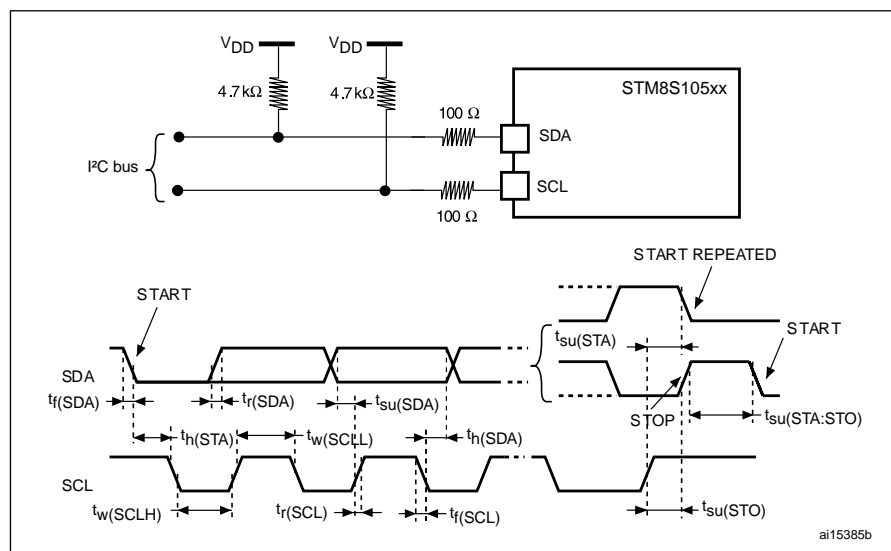 VDD VDD
4.7kΩ 4.7kΩ
STM8S105xx
100 Ω
SDA
I²C bus
SCL
100 Ω
START REPEATED
START
tsu(STA)
START
SDA
tf(SDA) tr(SDA) tsu(SDA)
STOP
tsu(STA:STO)
th(STA) tw(SCLL) th(SDA)
SCL
tw(SCLH) tr(SCL) tf(SCL) tsu(STO)
ai15385b